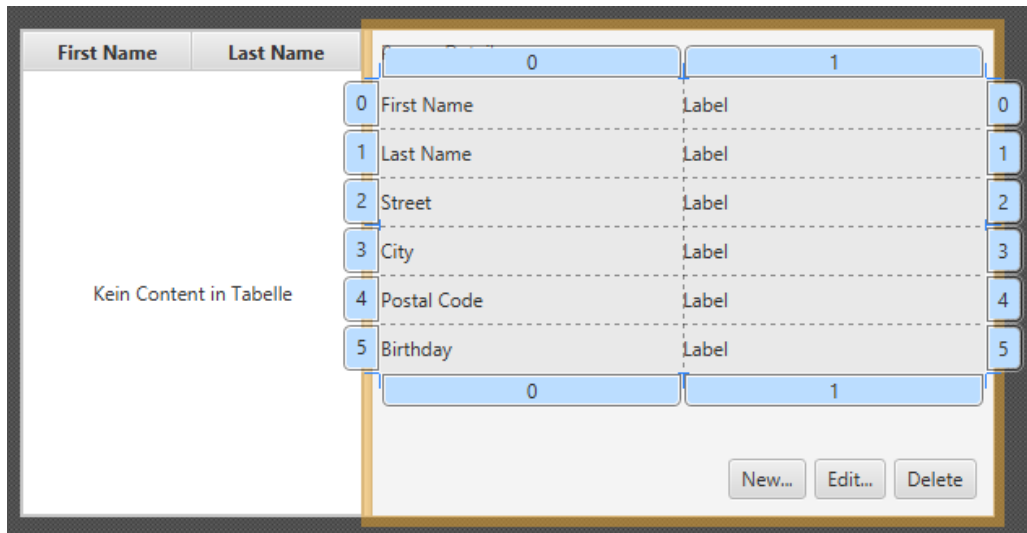 First Name Last Name
0 1
0 First Name Label 0
1 Last Name Label 1
2 Street Label 2
3 City Label 3
Kein Content in Tabelle
4 Postal Code Label 4
5 Birthday Label 5
0 1
New... Edit... Delete